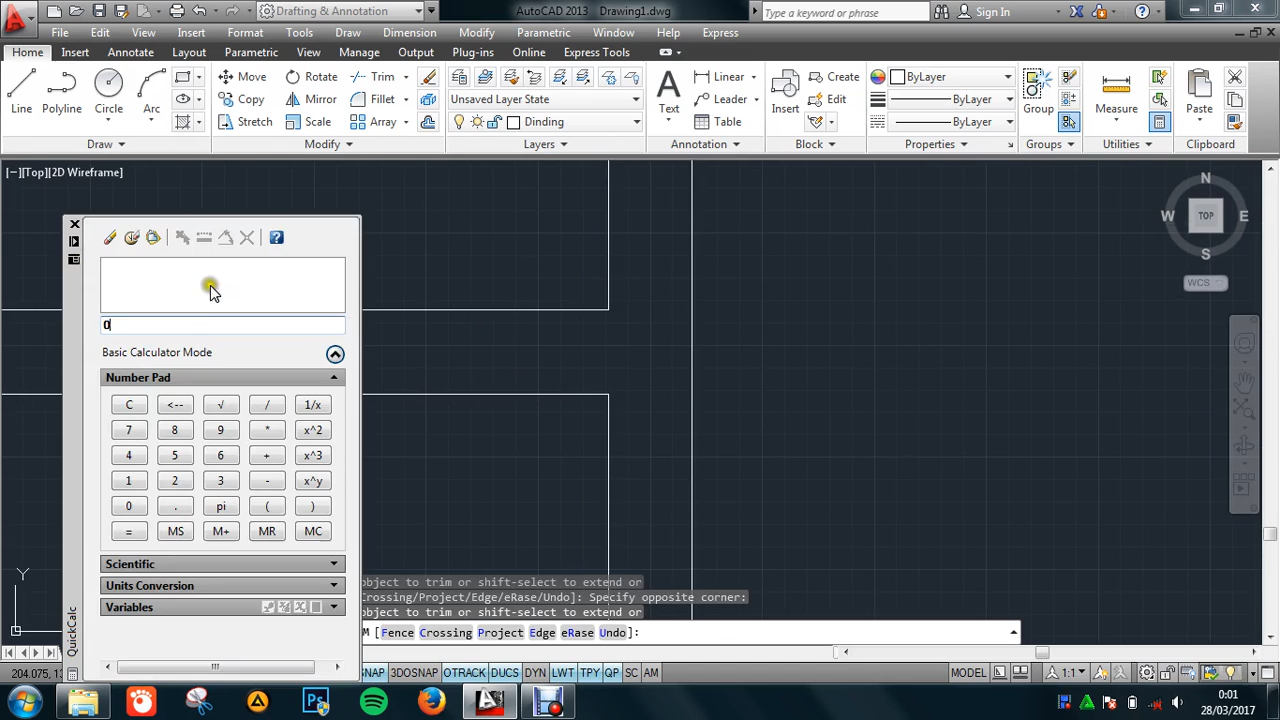 Drafting & Annotation
AutoCAD 2013 Drawing1.dwg
Type a keyword or phrase
Sign In
File Edit View Insert Format Tools Draw Dimension Modify Parametric Window Help Express
Home Insert Annotation Layout Parametric View Manage Output Plug-ins Online Express Tools
Move Rotate Trim
Unsaved Layer State
Linear
Create
ByLayer
Line Polyline Circle Arc
Copy Mirror Fillet
Text
Leader
Insert
Edit
ByLayer
Group
Measure
Paste
Stretch Scale Array
Dinding
Table
ByLayer
Draw Modify Layers Annotation Block Properties Groups Utilities Clipboard
[−][Top][2D Wireframe]
N
W TOP E
S
WCS
0
Basic Calculator Mode
Number Pad
C <-- √ / 1/x
7 8 9 * x^2
4 5 6 + x^3
1 2 3 - x^y
0 . pi ( )
= MS M+ MR MC
Scientific
Units Conversion
Variables
QuickCalc
Y
object to trim or shift-select to extend or
Crossing/Project/Edge/eRase/Undo]: Specify opposite corner:
object to trim or shift-select to extend or
M [Fence Crossing Project Edge eRase Undo]:
SNAP 3DOSNAP OTRACK DUCS DYN LWT TPY QP SC AM
MODEL
1:1
0:01
28/03/2017